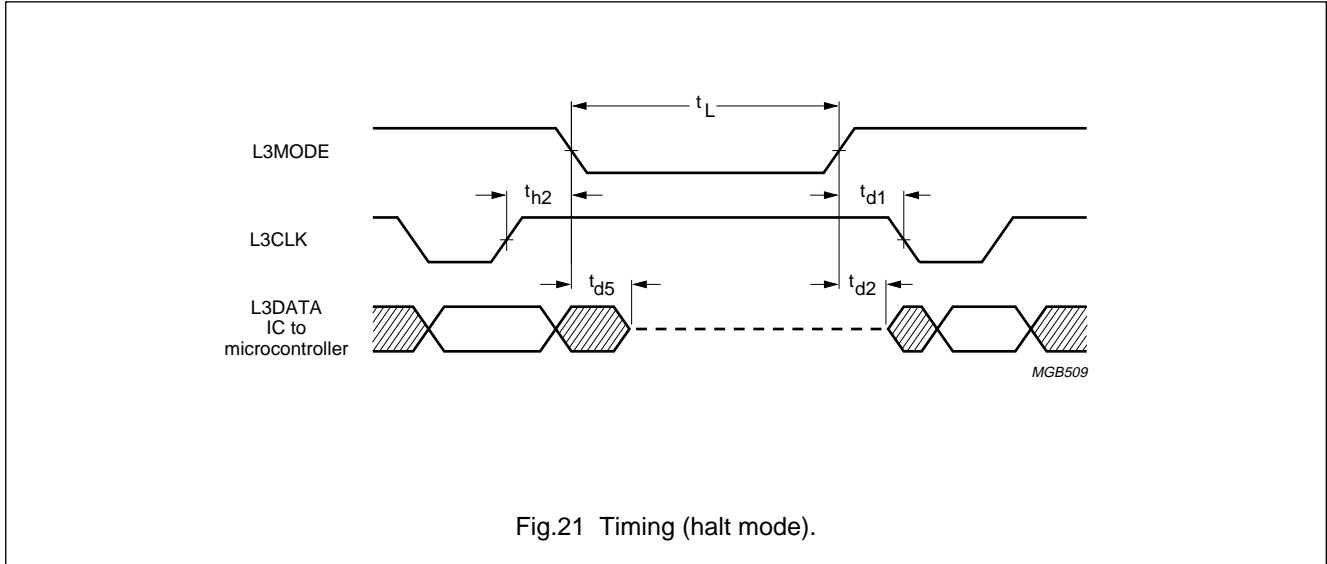 t L
L3MODE
t h2
t d1
L3CLK
t d5
t d2
L3DATA
IC to
microcontroller
MGB509
Fig.21 Timing (halt mode).